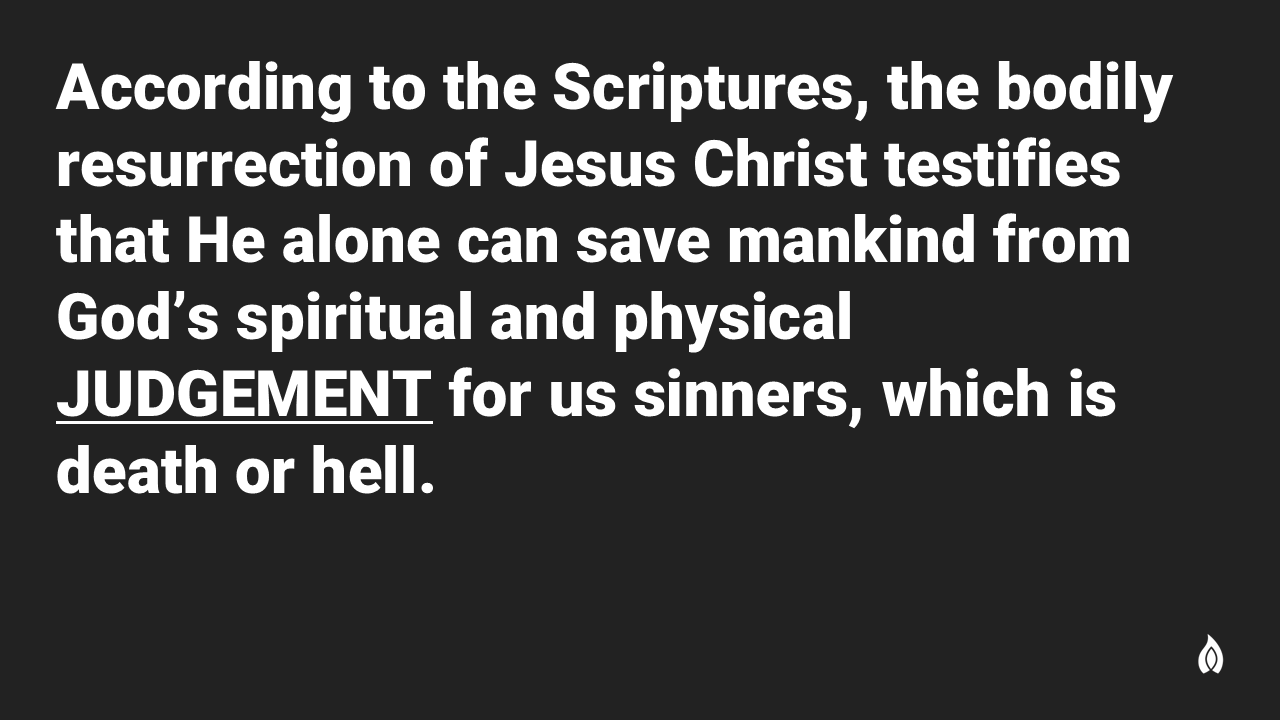 According to the Scriptures, the bodily
resurrection of Jesus Christ testifies
that He alone can save mankind from
God’s spiritual and physical
JUDGEMENT for us sinners, which is
death or hell.